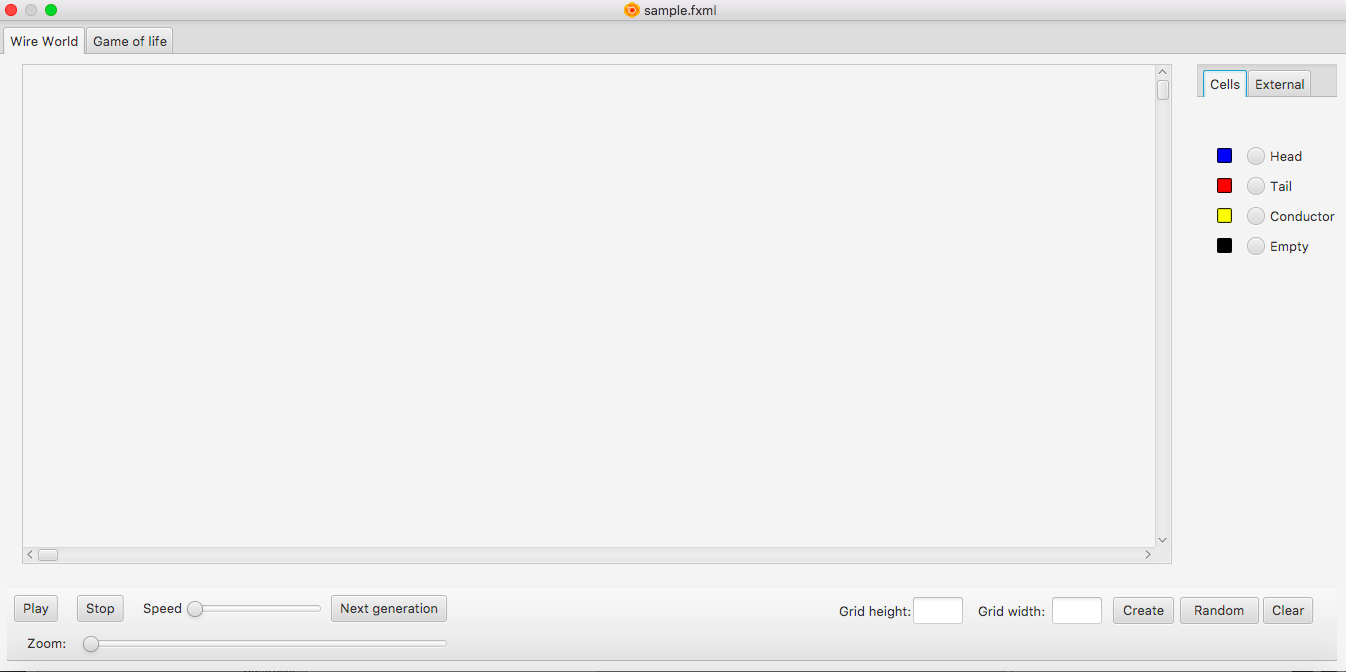 sample.fxml
Wire World Game of life
Cells External
Head
Tail
Conductor
Empty
Play Stop Speed Next generation Grid height: Grid width: Create Random Clear
Zoom: